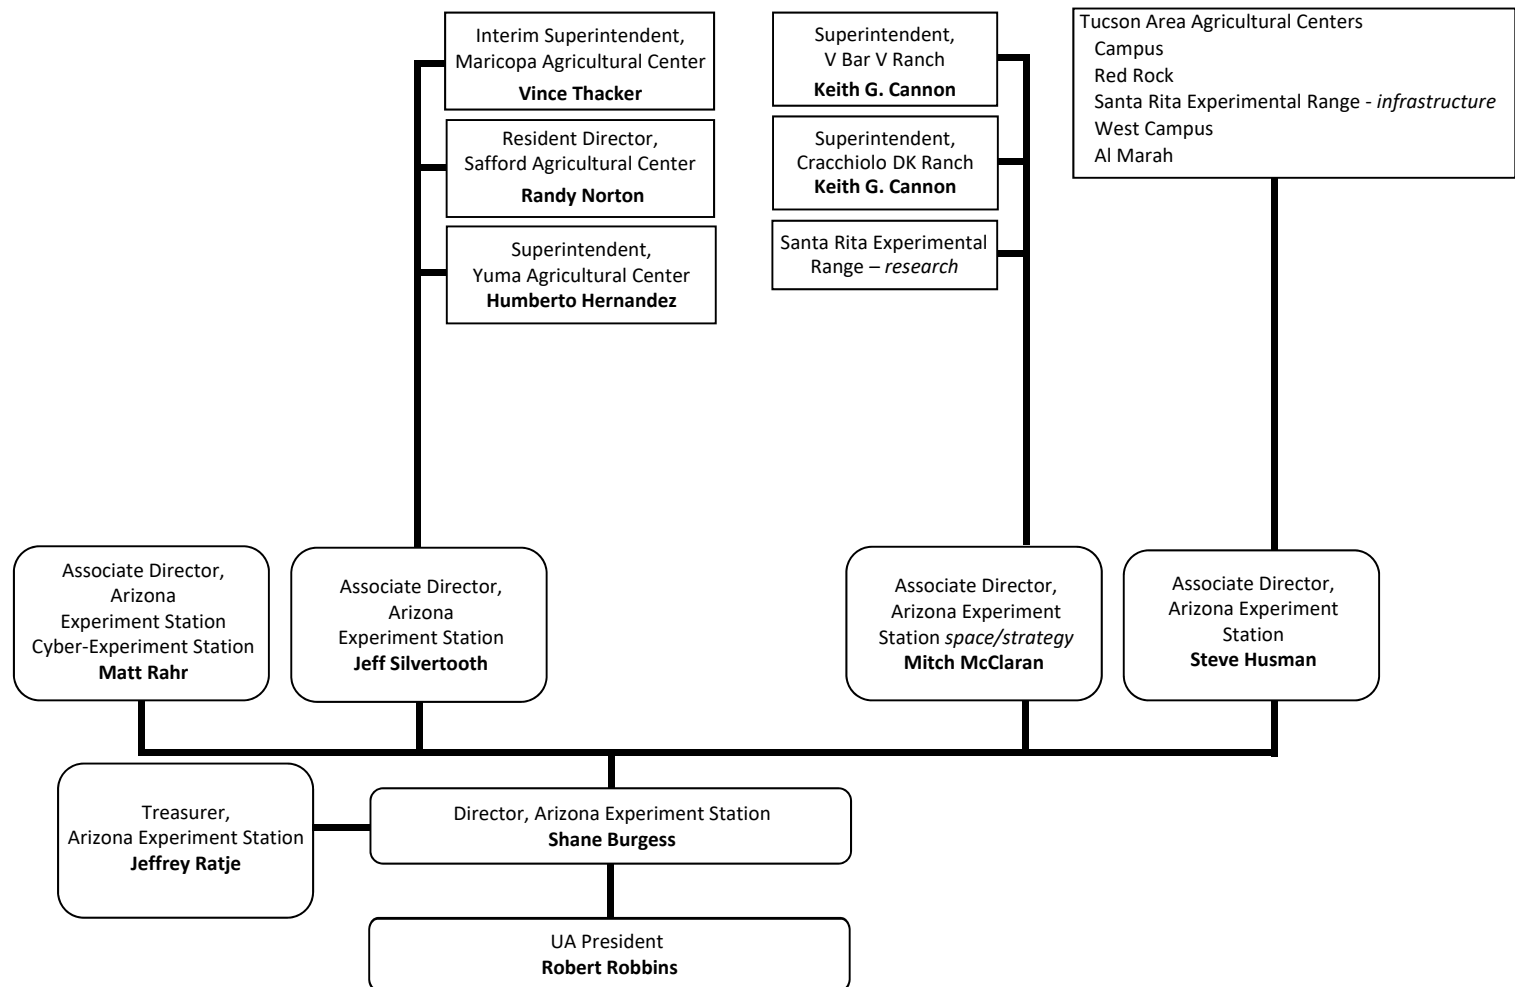 Interim Superintendent,
Maricopa Agricultural Center
Vince Thacker
Resident Director,
Safford Agricultural Center
Randy Norton
Superintendent,
Yuma Agricultural Center
Humberto Hernandez
Superintendent,
V Bar V Ranch
Keith G. Cannon
Superintendent,
Cracchiolo DK Ranch
Keith G. Cannon
Santa Rita Experimental
Range – research
Tucson Area Agricultural Centers
Campus
Red Rock
Santa Rita Experimental Range - infrastructure
West Campus
Al Marah
Associate Director,
Arizona
Experiment Station
Cyber-Experiment Station
Matt Rahr
Associate Director,
Arizona
Experiment Station
Jeff Silvertooth
Associate Director,
Arizona Experiment
Station space/strategy
Mitch McClaran
Associate Director,
Arizona Experiment
Station
Steve Husman
Treasurer,
Arizona Experiment Station
Jeffrey Ratje
Director, Arizona Experiment Station
Shane Burgess
UA President
Robert Robbins